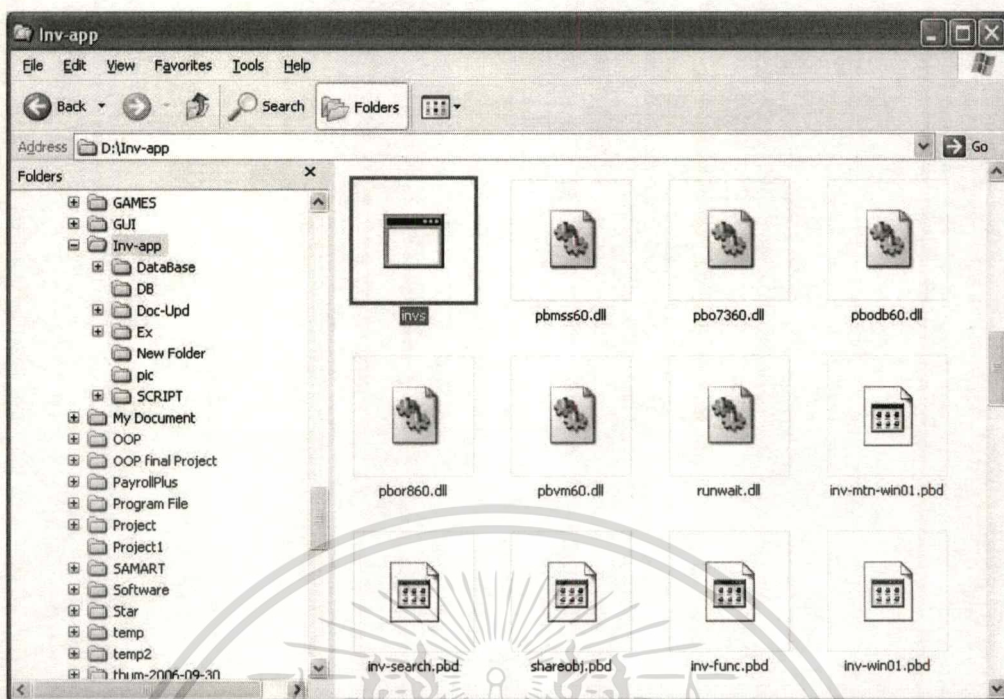 Inv-app
File Edit View Favorites Tools Help
Back Search Folders
Address D:\Inv-app Go
Folders
GAMES
GUI
Inv-app
DataBase
DB
Doc-Upd
Ex
New Folder
pic
SCRIPT
My Document
OOP
OOP final Project
PayrollPlus
Program File
Project
Project1
SAMART
Software
Star
temp
temp2
thum-2006-09-30
invs pbmss60.dll pbo7360.dll pbodb60.dll
pbor860.dll pbvm60.dll runwait.dll inv-mtn-win01.pbd
inv-search.pbd shareobj.pbd inv-func.pbd inv-win01.pbd